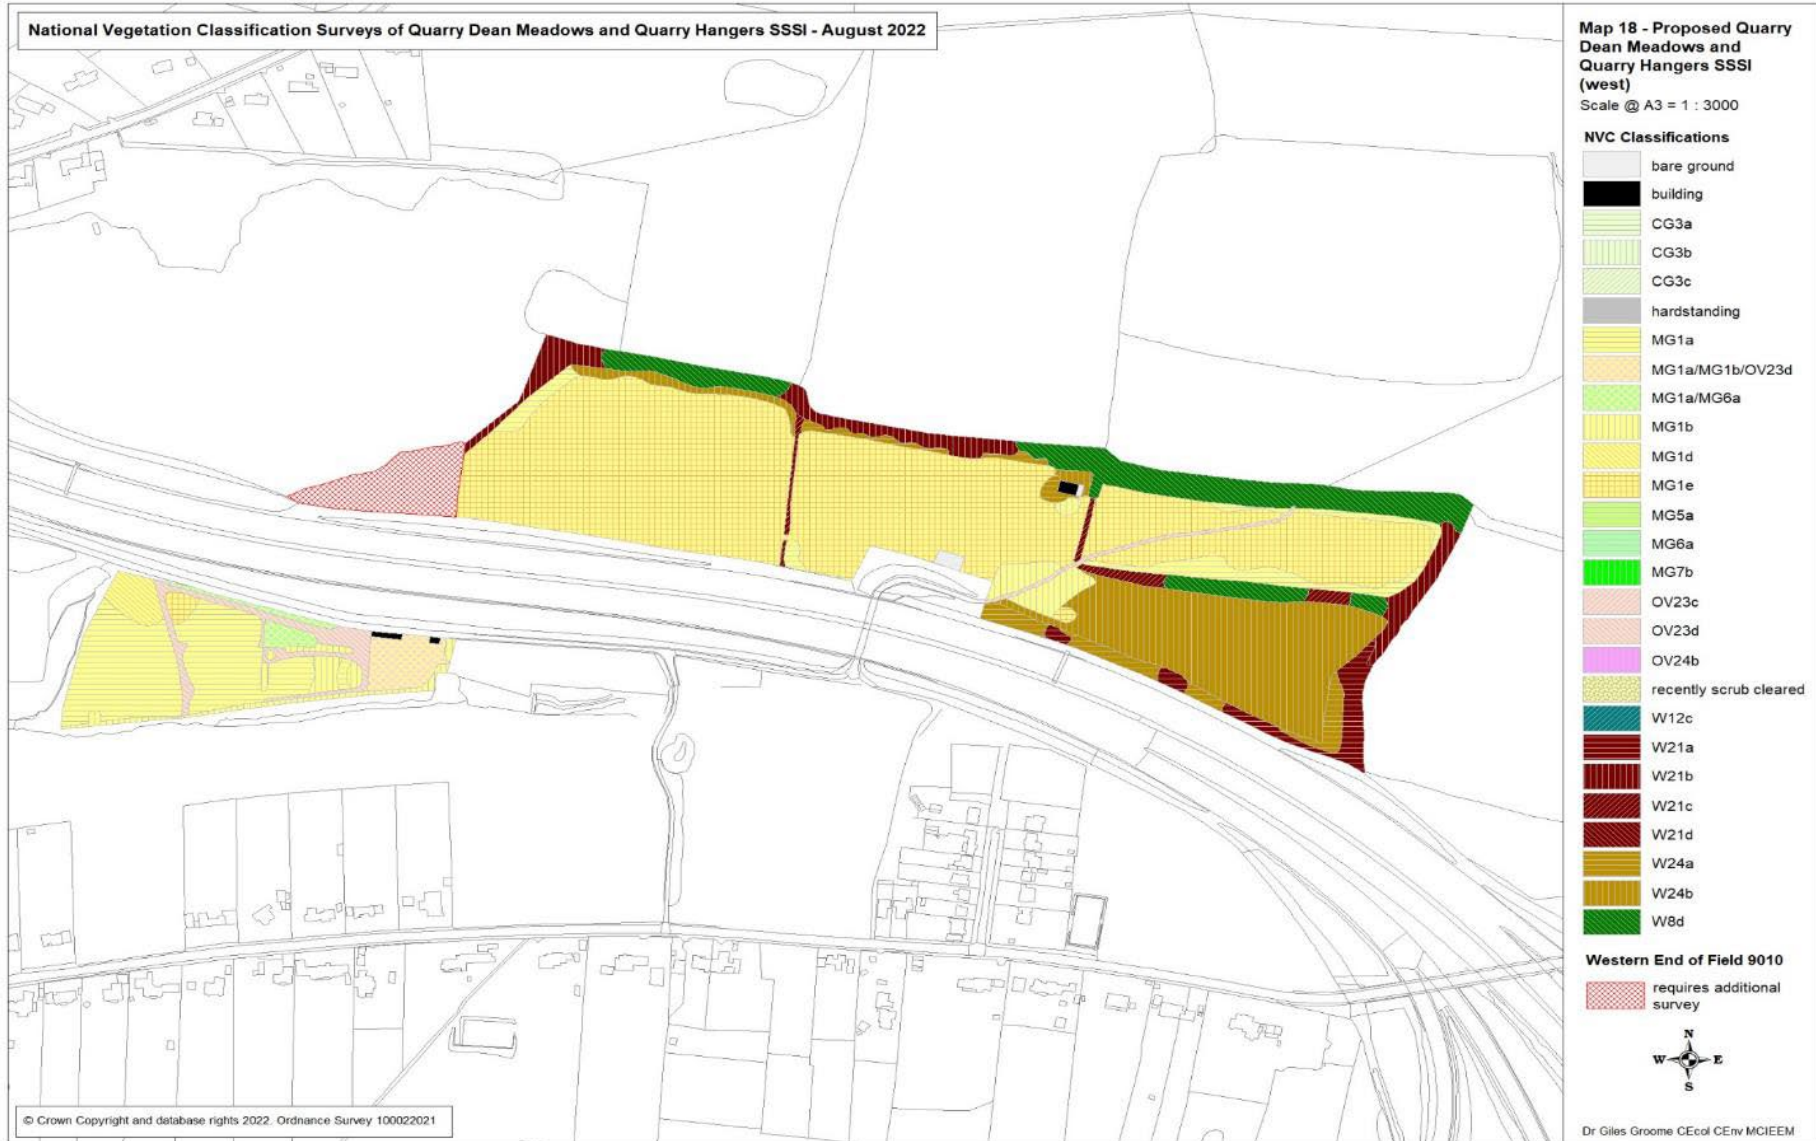 National Vegetation Classification Surveys of Quarry Dean Meadows and Quarry Hangers SSSI - August 2022
Map 18 - Proposed Quarry
Dean Meadows and
Quarry Hangers SSSI
(west)
Scale @ A3 = 1 : 3000
NVC Classifications
bare ground
building
CG3a
CG3b
CG3c
hardstanding
MG1a
MG1a/MG1b/OV23d
MG1a/MG6a
MG1b
MG1d
MG1e
MG5a
MG6a
MG7b
OV23c
OV23d
OV24b
recently scrub cleared
W12c
W21a
W21b
W21c
W21d
W24a
W24b
W8d
Western End of Field 9010
requires additional
survey
N
W E
S
© Crown Copyright and database rights 2022. Ordnance Survey 100022021
Dr Giles Groome CEcol CEnv MCIEEM